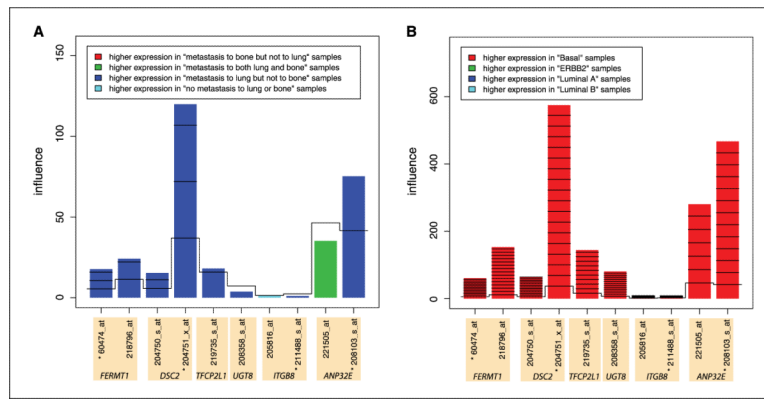 A
150
100
50
0
influence
higher expression in "metastasis to bone but not to lung" samples
higher expression in "metastasis to both lung and bone" samples
higher expression in "metastasis to lung but not to bone" samples
higher expression in "no metastasis to lung or bone" samples
* 60474_at
218796_at
204750_s_at
* 204751_x_at
219735_s_at
208358_s_at
205816_at
* 211488_s_at
221505_at
* 208103_s_at
FERMT1
DSC2
TFCP2L1
UGT8
ITGB8
ANP32E
B
600
400
200
0
influence
higher expression in "Basal" samples
higher expression in "ERBB2" samples
higher expression in "Luminal A" samples
higher expression in "Luminal B" samples
* 60474_at
218796_at
204750_s_at
* 204751_x_at
219735_s_at
208358_s_at
205816_at
* 211488_s_at
221505_at
* 208103_s_at
FERMT1
DSC2
TFCP2L1
UGT8
ITGB8
ANP32E